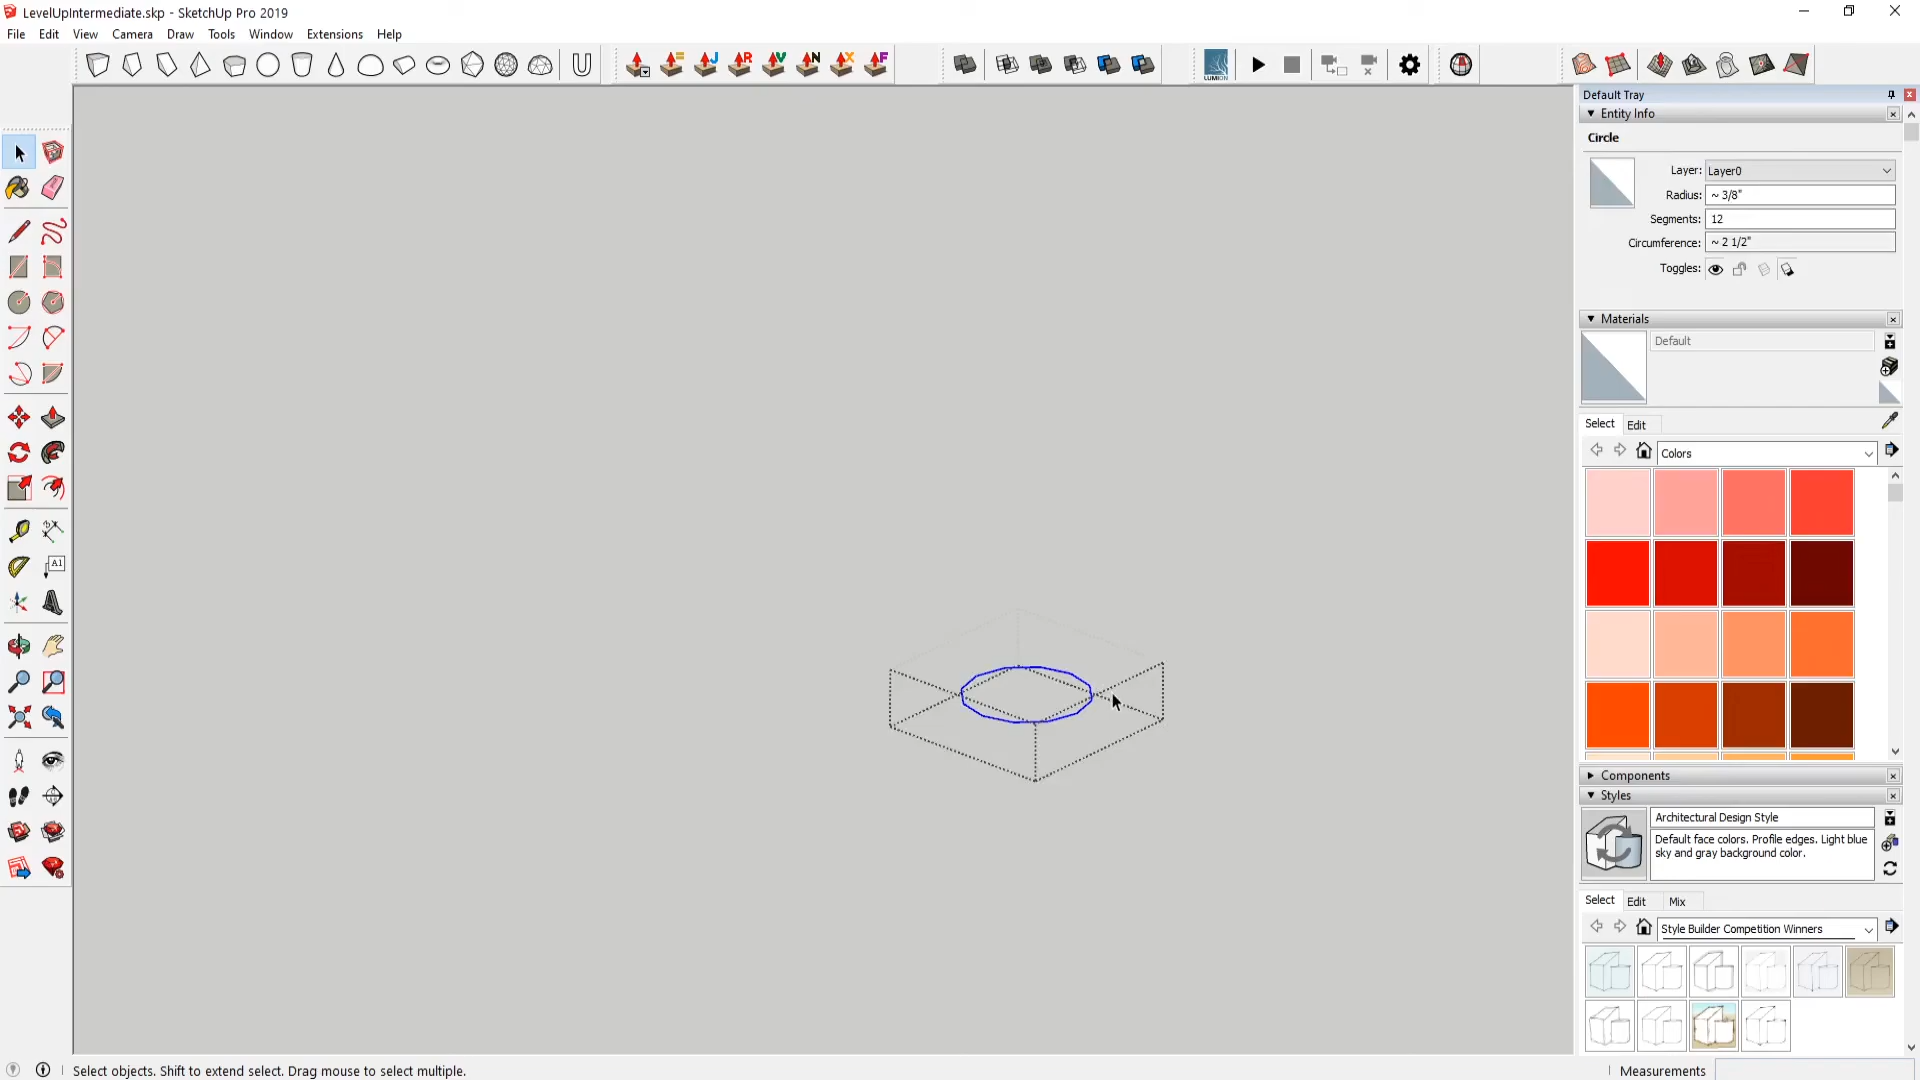 LevelUpIntermediate.skp - SketchUp Pro 2019
File Edit View Camera Draw Tools Window Extensions Help
U = J R V N X F
LUMION
Default Tray
Entity Info
Circle
Layer: Layer0
Radius: ~ 3/8"
Segments: 12
Circumference: ~ 2 1/2"
Toggles:
Materials
Default
Select Edit
Colors
A1
Components
Styles
Architectural Design Style
Default face colors. Profile edges. Light blue
sky and gray background color.
Select Edit Mix
Style Builder Competition Winners
Select objects. Shift to extend select. Drag mouse to select multiple.
Measurements